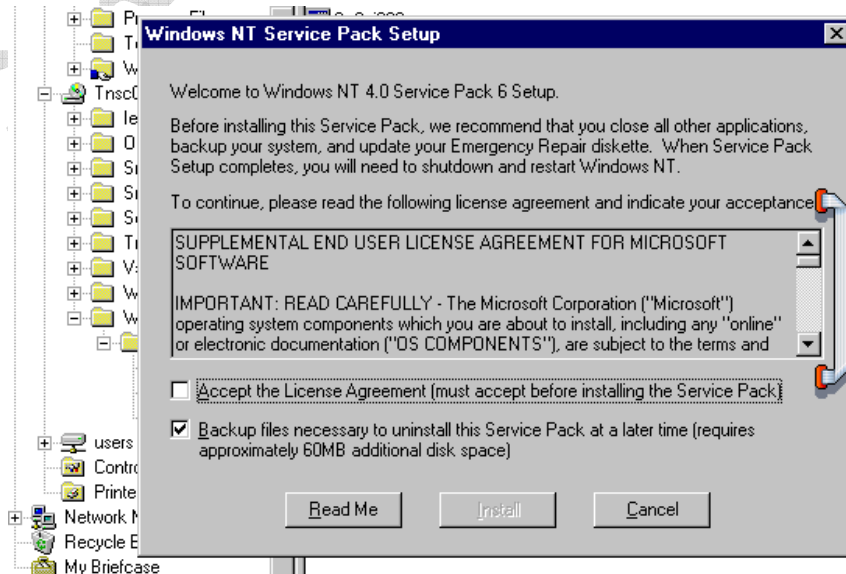 Windows NT Service Pack Setup
Welcome to Windows NT 4.0 Service Pack 6 Setup.
Before installing this Service Pack, we recommend that you close all other applications,
backup your system, and update your Emergency Repair diskette. When Service Pack
Setup completes, you will need to shutdown and restart Windows NT.
To continue, please read the following license agreement and indicate your acceptance
SUPPLEMENTAL END USER LICENSE AGREEMENT FOR MICROSOFT
SOFTWARE
IMPORTANT: READ CAREFULLY - The Microsoft Corporation ("Microsoft")
operating system components which you are about to install, including any "online"
or electronic documentation ("OS COMPONENTS"), are subject to the terms and
Accept the License Agreement (must accept before installing the Service Pack)
Backup files necessary to uninstall this Service Pack at a later time (requires
approximately 60MB additional disk space)
Read Me Install Cancel
users
Contro
Printe
Network
Recycle
My Briefcase